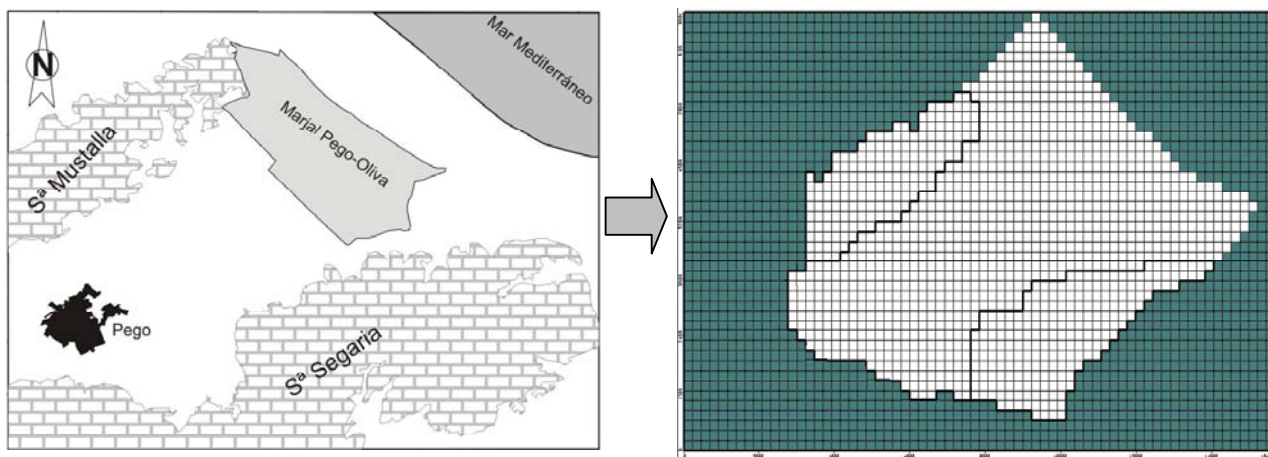 N
Mar Mediterráneo
Marjal Pego-Oliva
Sª Mustalla
Pego
Sª Segaria